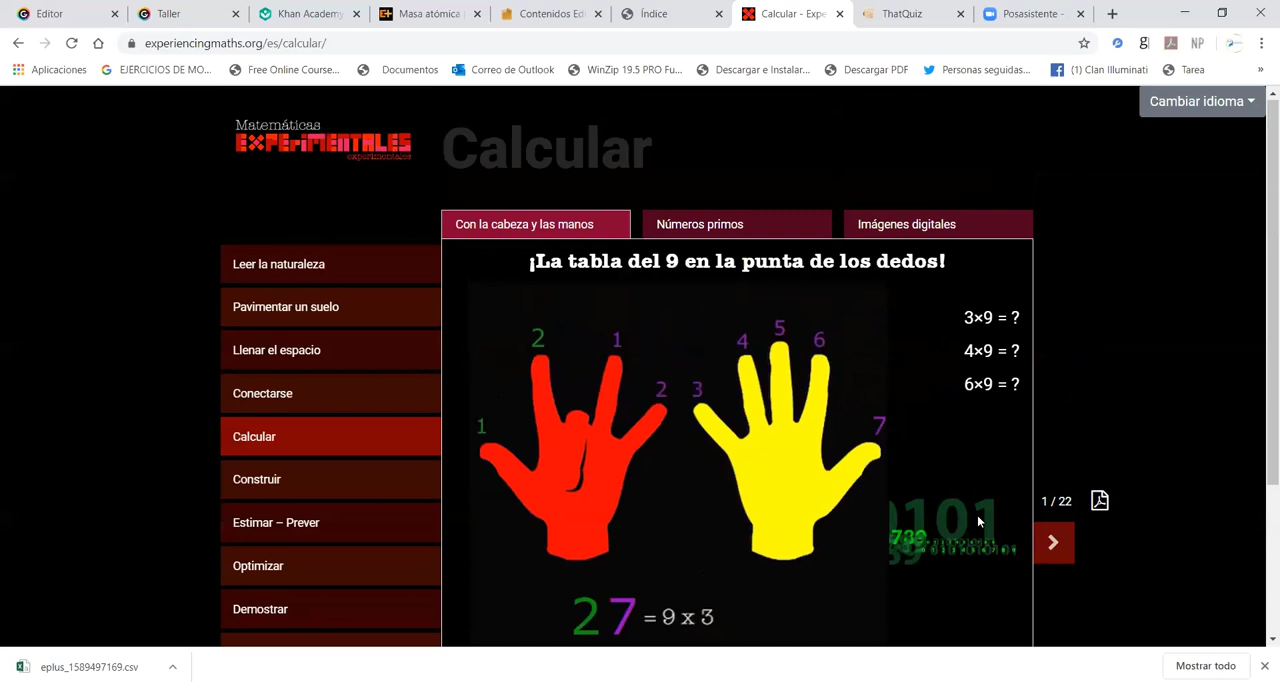 Editor
Taller
Khan Academy
Masa atómica
Contenidos Ed
Índice
Calcular - Expe
ThatQuiz
Posasistente -
experiencingmaths.org/es/calcular/
Aplicaciones
EJERCICIOS DE MO...
Free Online Course...
Documentos
Correo de Outlook
WinZip 19.5 PRO Fu...
Descargar e Instalar...
Descargar PDF
Personas seguidas...
(1) Clan Illuminati
Tarea
»
Cambiar idioma
Matemáticas
EXPERIMENTALES
experimentales
Calcular
Con la cabeza y las manos
Números primos
Imágenes digitales
Leer la naturaleza
Pavimentar un suelo
Llenar el espacio
Conectarse
Calcular
Construir
Estimar – Prever
Optimizar
Demostrar
¡La tabla del 9 en la punta de los dedos!
3×9 = ?
4×9 = ?
6×9 = ?
1 2 1 2 3 4 5 6 7
27 = 9 x 3
1 / 22
eplus_1589497169.csv
Mostrar todo